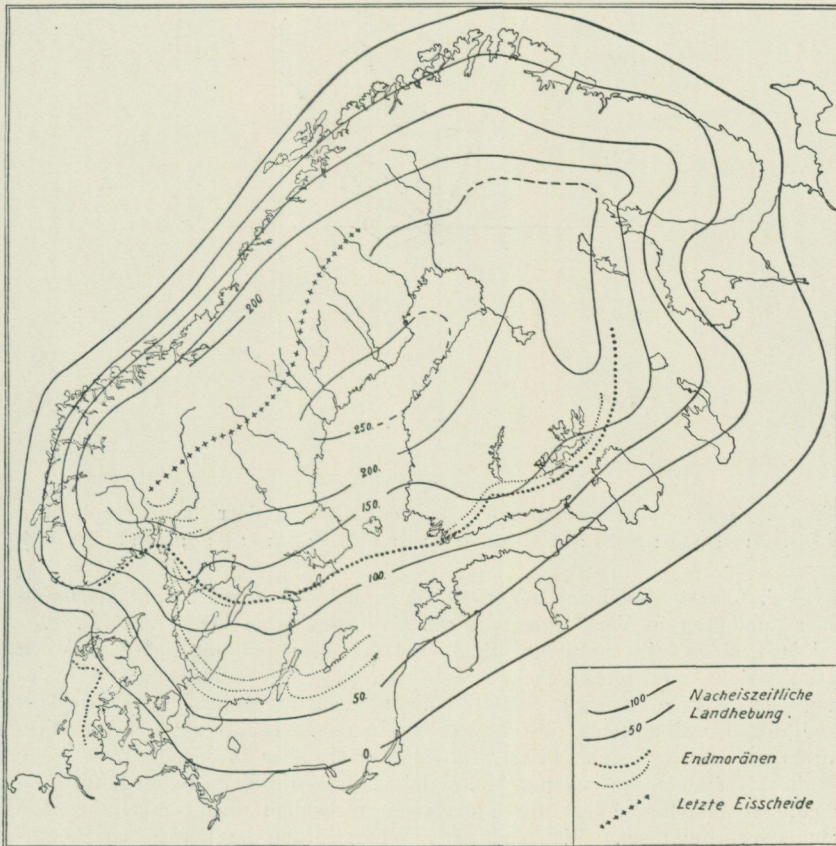 200
250.
200.
150.
100.
50.
0.
100
50
Nacheiszeitliche
Landhebung.
Endmoränen
Letzte Eisscheide